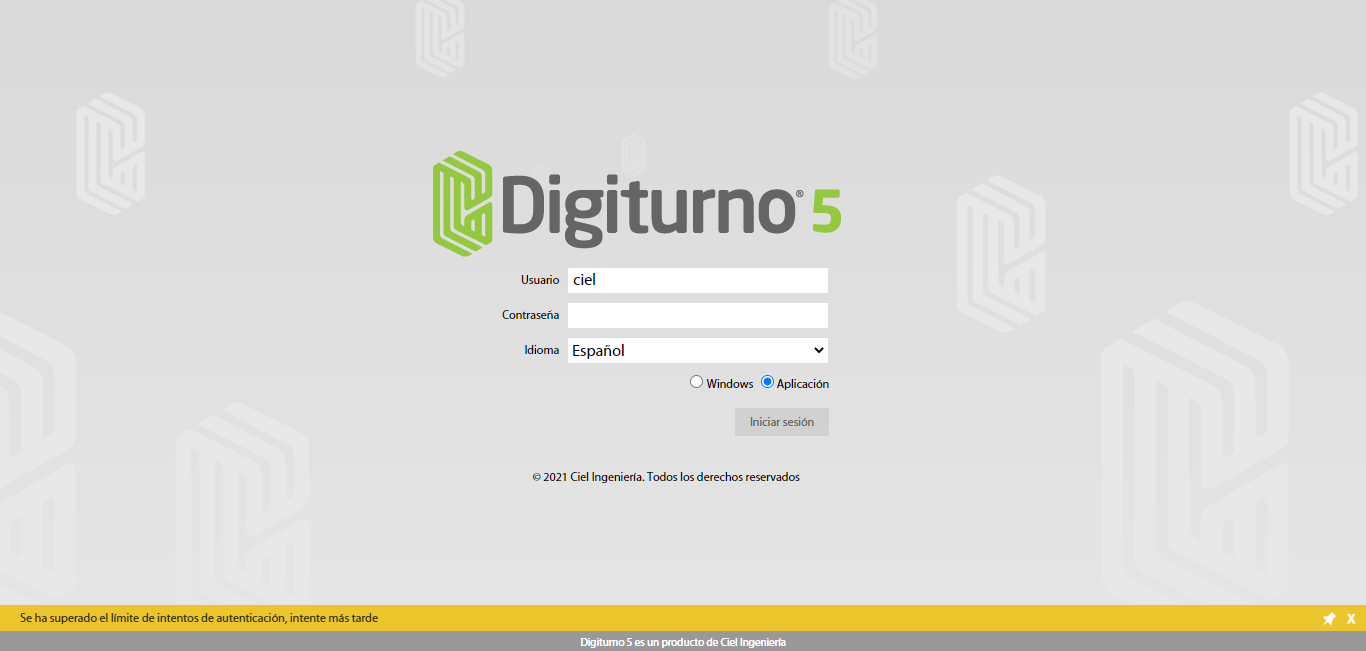 Digiturno® 5
Usuario ciel
Contraseña
Idioma Español
Windows Aplicación
Iniciar sesión
© 2021 Ciel Ingeniería. Todos los derechos reservados
Se ha superado el límite de intentos de autenticación, intente más tarde X
Digiturno 5 es un producto de Ciel Ingeniería